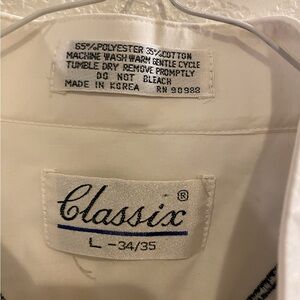 65%POLYESTER 35%COTTON
MACHINE WASH WARM GENTLE CYCLE
TUMBLE DRY REMOVE PROMPTLY
DO NOT BLEACH
MADE IN KOREA RN 90988
Classix®
L -34/35